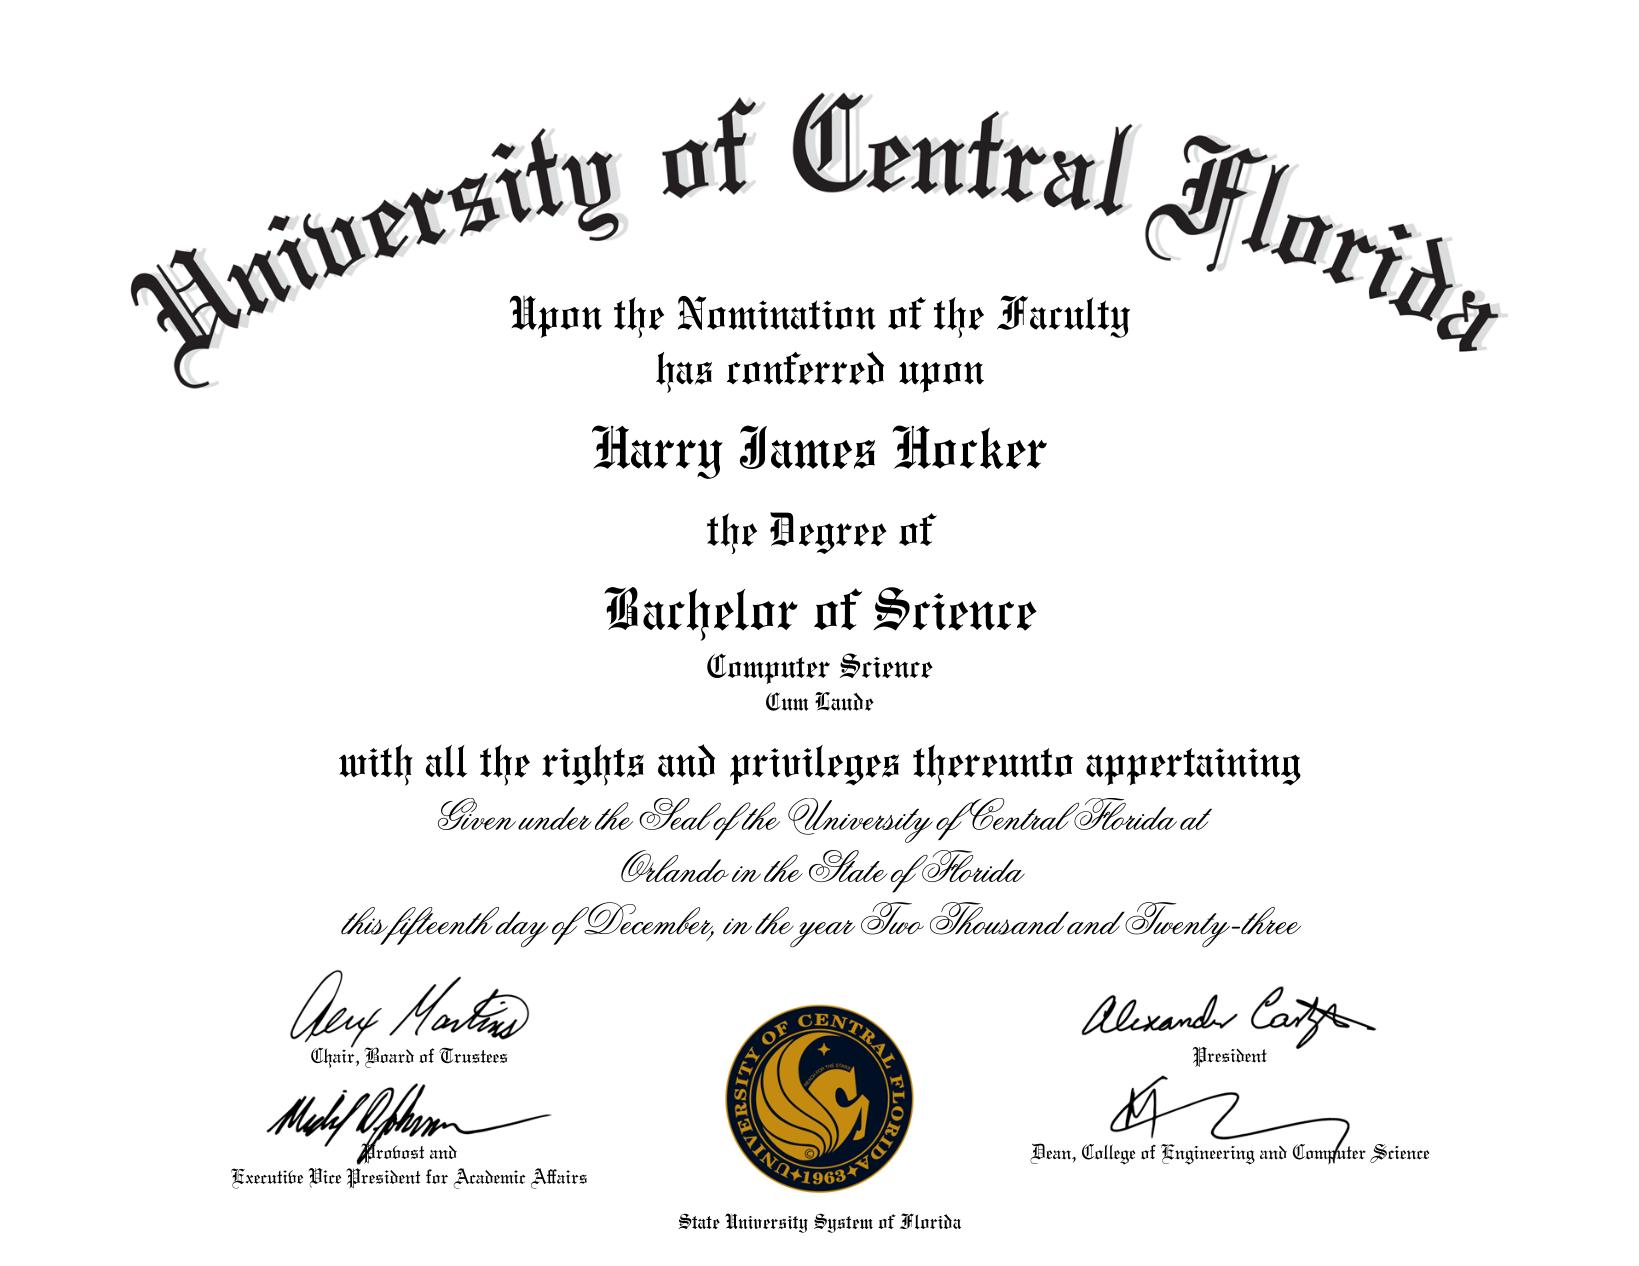 University of Central Florida
Upon the Nomination of the Faculty
has conferred upon
Harry James Hocker
the Degree of
Bachelor of Science
Computer Science
Cum Laude
with all the rights and privileges thereunto appertaining
Given under the Seal of the University of Central Florida at
Orlando in the State of Florida
this fifteenth day of December, in the year Two Thousand and Twenty-three
Alex Martins
Chair, Board of Trustees
Provost and
Executive Vice President for Academic Affairs
UNIVERSITY OF CENTRAL FLORIDA
REACH FOR THE STARS
©
1963
State University System of Florida
Alexander
President
Dean, College of Engineering and Computer Science